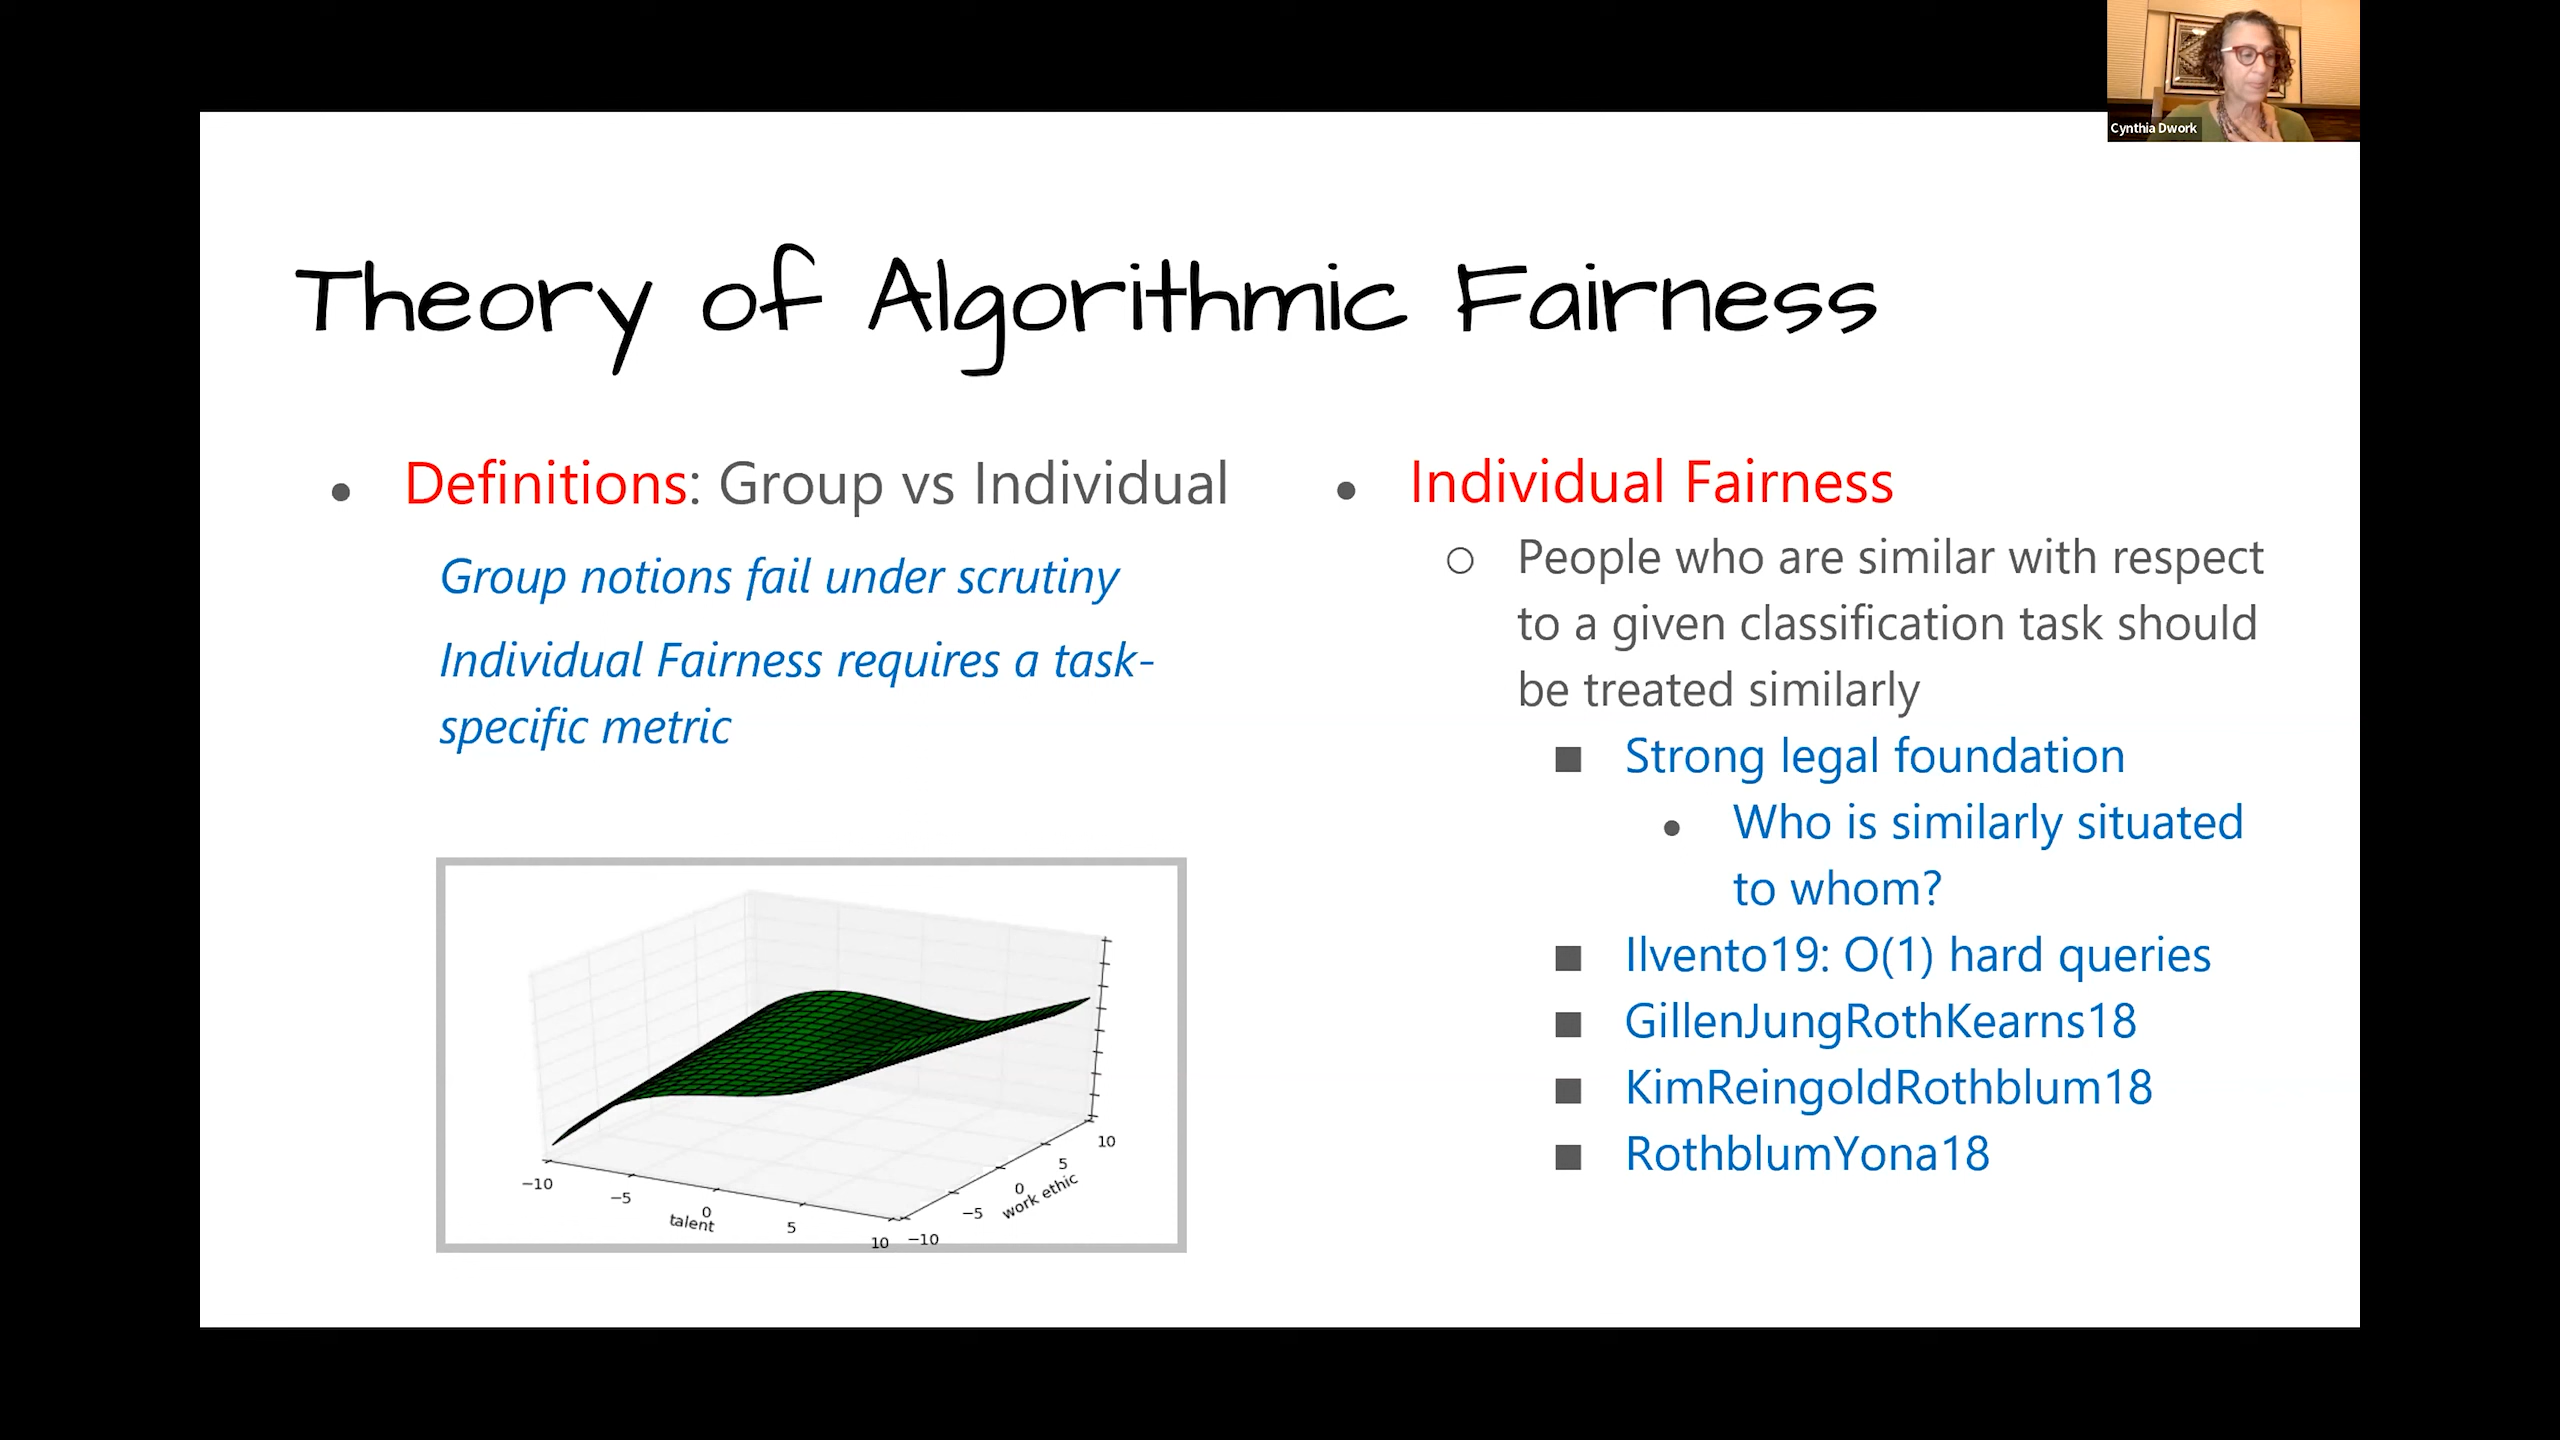 Cynthia Dwork
Theory of Algorithmic Fairness
Definitions: Group vs Individual
Group notions fail under scrutiny
Individual Fairness requires a task-
specific metric
10
5
0
-5
-10
work ethic
-10
-5
0
5
10
talent
Individual Fairness
People who are similar with respect
to a given classification task should
be treated similarly
Strong legal foundation
Who is similarly situated
to whom?
Ilvento19: O(1) hard queries
GillenJungRothKearns18
KimReingoldRothblum18
RothblumYona18